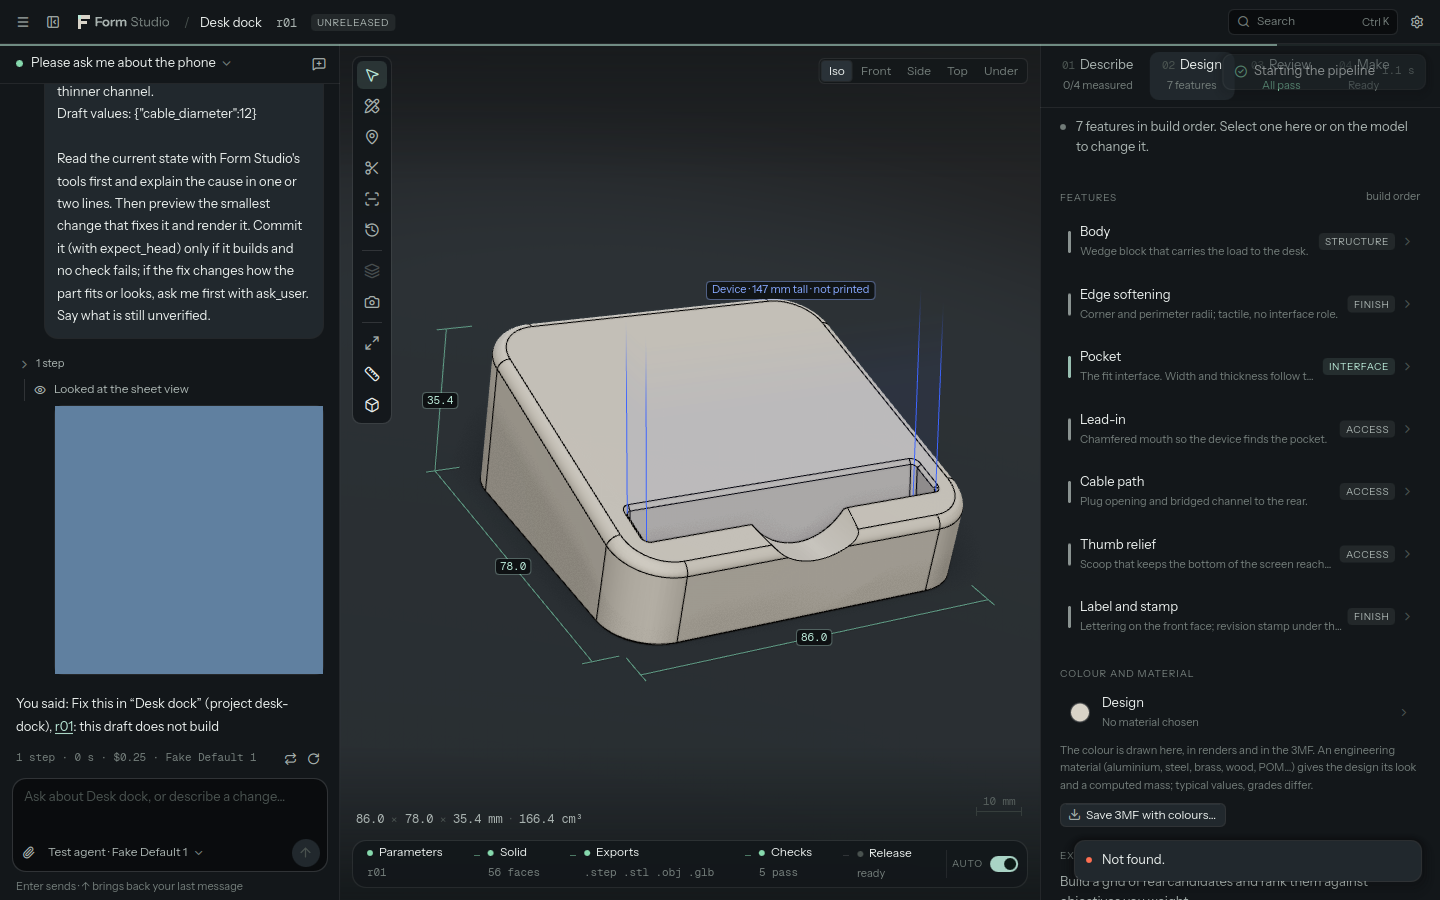 Form Studio / Desk dock r01 UNRELEASED
Search Ctrl K
Please ask me about the phone
thinner channel.
Draft values: {"cable_diameter":12}
Read the current state with Form Studio's
tools first and explain the cause in one or
two lines. Then preview the smallest
change that fixes it and render it. Commit
it (with expect_head) only if it builds and
no check fails; if the fix changes how the
part fits or looks, ask me first with ask_user.
Say what is still unverified.
1 step
Looked at the sheet view
You said: Fix this in “Desk dock” (project desk-
dock), r01: this draft does not build
1 step · 0 s · $0.25 · Fake Default 1
Ask about Desk dock, or describe a change...
Test agent · Fake Default 1
Enter sends · ↑ brings back your last message
Iso Front Side Top Under
Device · 147 mm tall · not printed
35.4
78.0
86.0
10 mm
86.0 × 78.0 × 35.4 mm · 166.4 cm³
Parameters
r01
Solid
56 faces
Exports
.step .stl .obj .glb
Checks
5 pass
Release
ready
AUTO
01 Describe
0/4 measured
02 Design
7 features
Review
All pass
Make
Ready
Starting the pipeline 1.1 s
7 features in build order. Select one here or on the model
to change it.
FEATURES build order
Body
Wedge block that carries the load to the desk.
STRUCTURE
Edge softening
Corner and perimeter radii; tactile, no interface role.
FINISH
Pocket
The fit interface. Width and thickness follow t...
INTERFACE
Lead-in
Chamfered mouth so the device finds the pocket.
ACCESS
Cable path
Plug opening and bridged channel to the rear.
ACCESS
Thumb relief
Scoop that keeps the bottom of the screen reach...
ACCESS
Label and stamp
Lettering on the front face; revision stamp under th...
FINISH
COLOUR AND MATERIAL
Design
No material chosen
The colour is drawn here, in renders and in the 3MF. An engineering
material (aluminium, steel, brass, wood, POM...) gives the design its look
and a computed mass; typical values, grades differ.
Save 3MF with colours...
Not found.
Build a grid of real candidates and rank them against